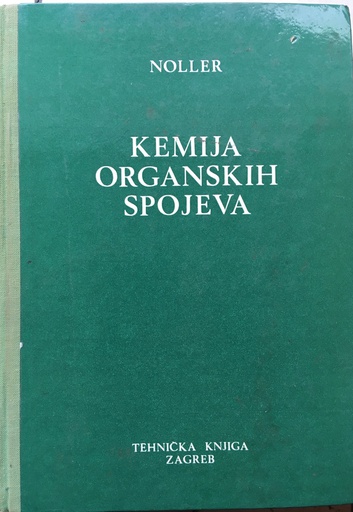 NOLLER
KEMIJA
ORGANSKIH
SPOJEVA
TEHNIČKA KNJIGA
ZAGREB